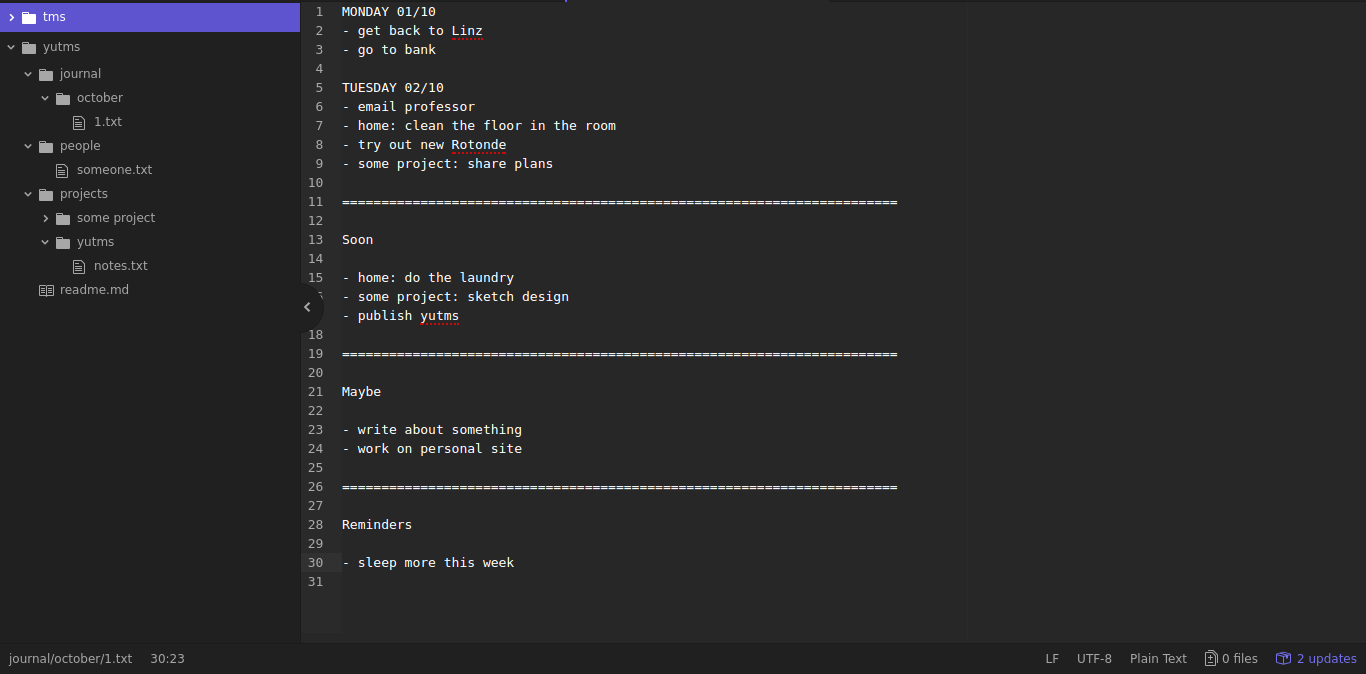 tms
yutms
journal
october
1.txt
people
someone.txt
projects
some project
yutms
notes.txt
readme.md
1 MONDAY 01/10
2 - get back to Linz
3 - go to bank
4
5 TUESDAY 02/10
6 - email professor
7 - home: clean the floor in the room
8 - try out new Rotonde
9 - some project: share plans
10
11 =======================================================================
12
13 Soon
14
15 - home: do the laundry
- some project: sketch design
- publish yutms
18
19 =======================================================================
20
21 Maybe
22
23 - write about something
24 - work on personal site
25
26 =======================================================================
27
28 Reminders
29
30 - sleep more this week
31
journal/october/1.txt 30:23 LF UTF-8 Plain Text 0 files 2 updates